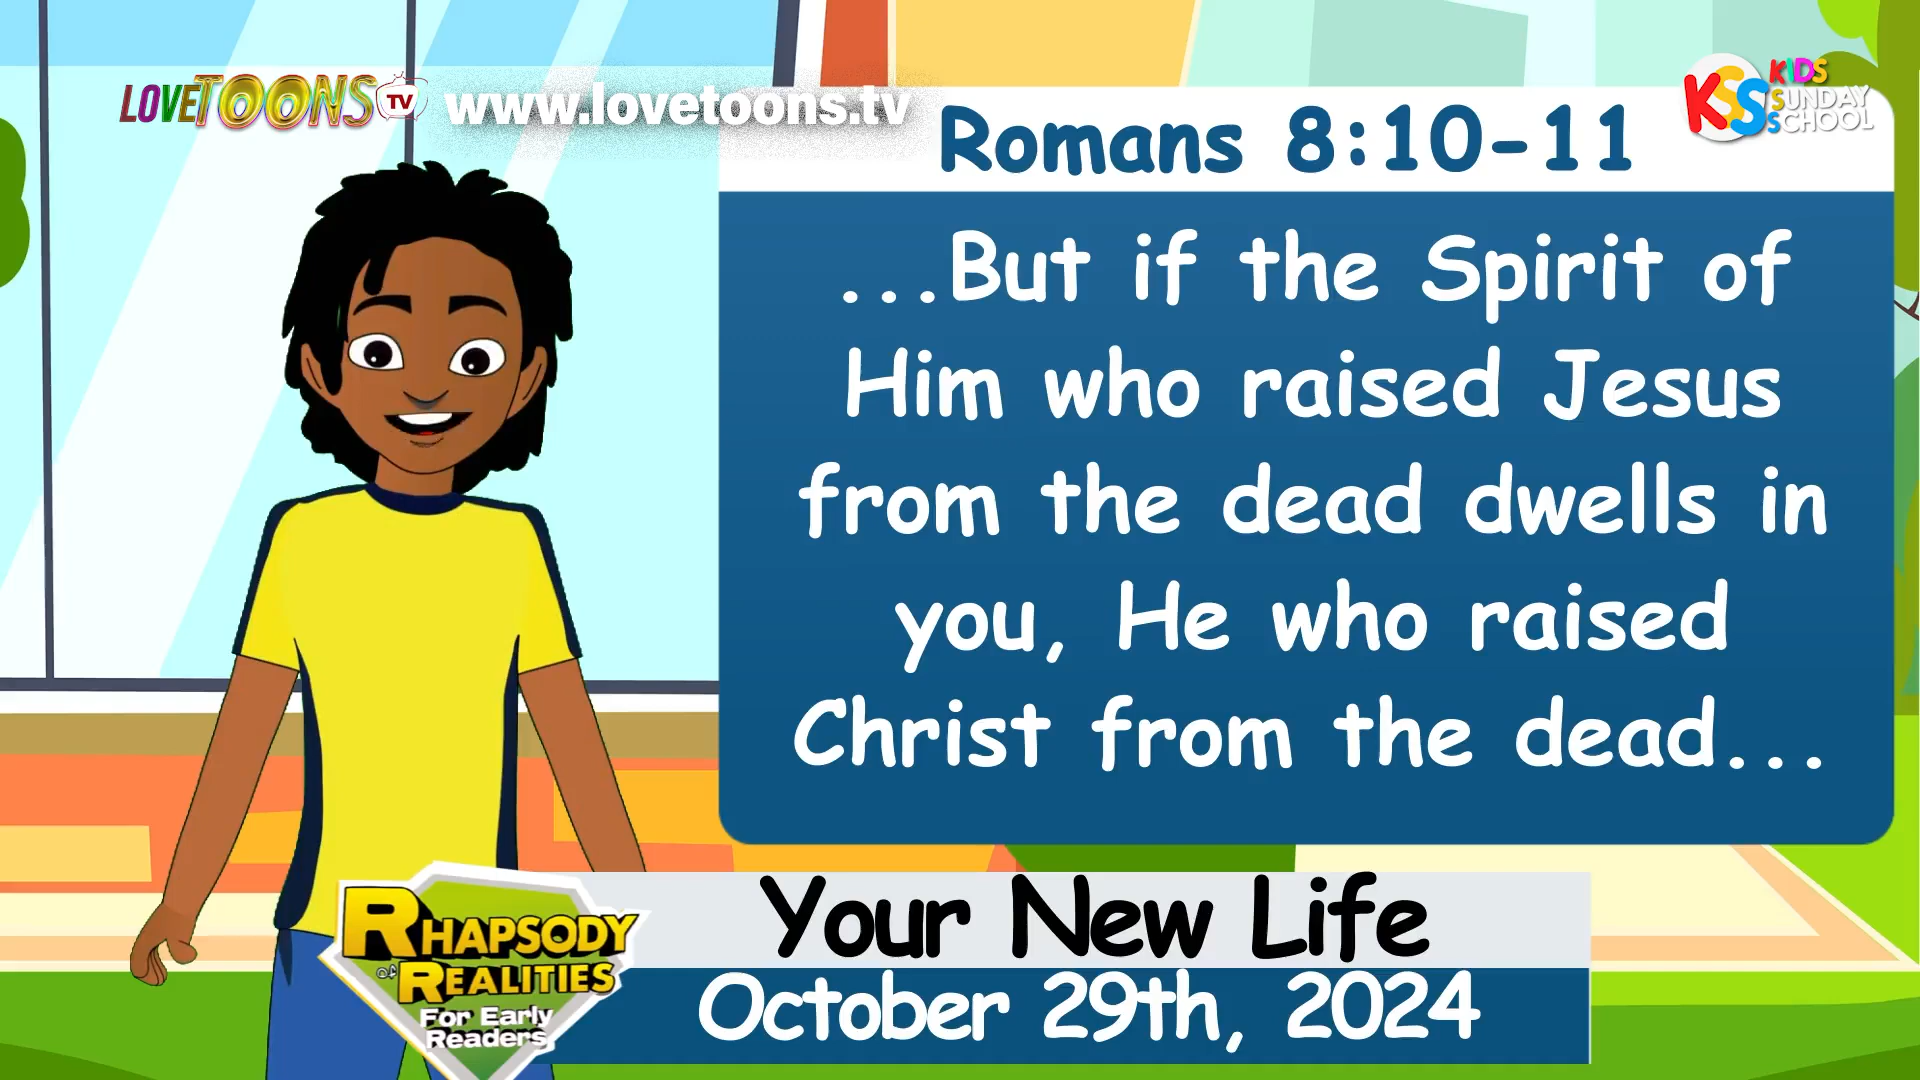 LOVETOONS TV www.lovetoons.tv
KSS KIDS SUNDAY SCHOOL
Romans 8:10-11
...But if the Spirit of
Him who raised Jesus
from the dead dwells in
you, He who raised
Christ from the dead...
Your New Life
October 29th, 2024
RHAPSODY
OF REALITIES
For Early
Readers